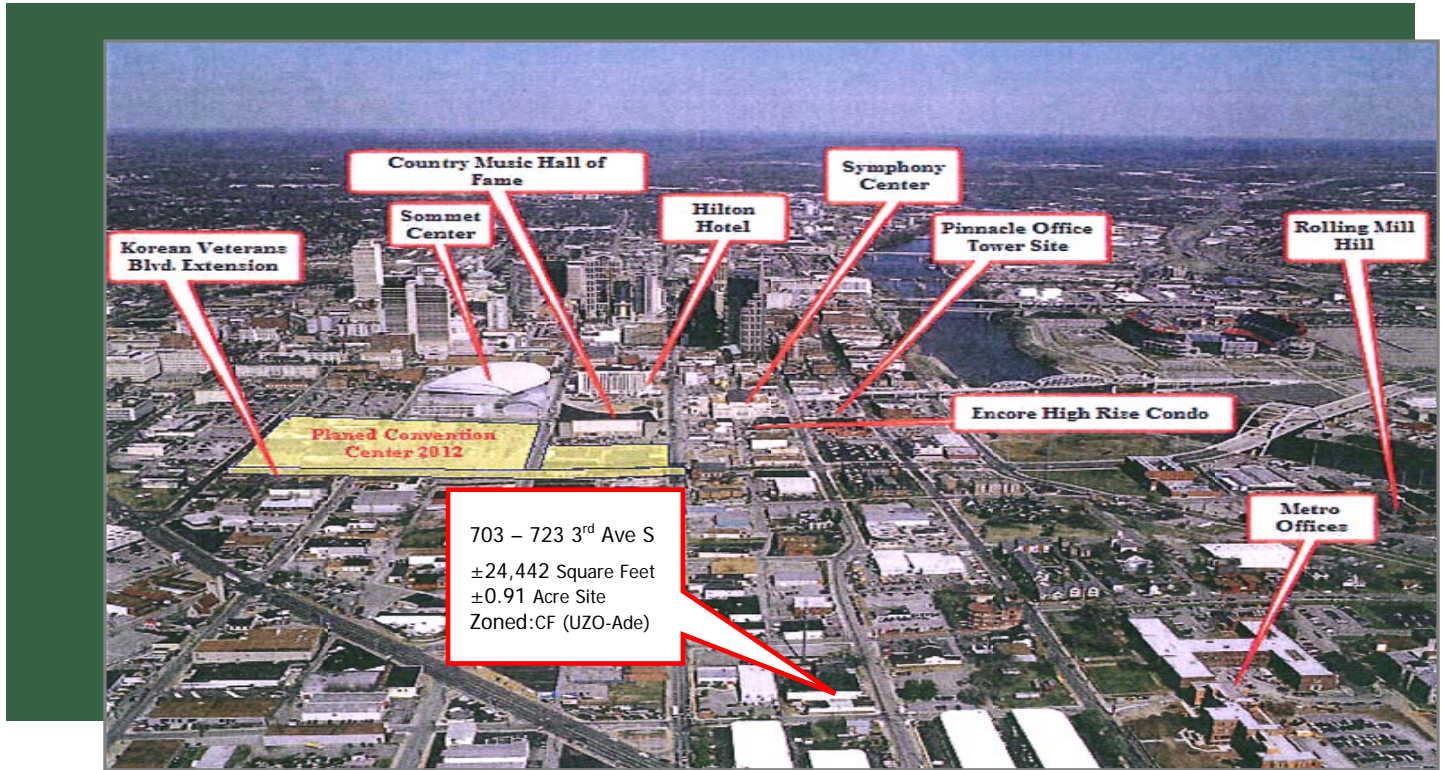 Country Music Hall of
Fame
Symphony
Center
Sommet
Center
Hilton
Hotel
Pinnacle Office
Tower Site
Rolling Mill
Hill
Korean Veterans
Blvd. Extension
Encore High Rise Condo
Planed Convention
Center 2012
Metro
Offices
703 – 723 3rd Ave S
±24,442 Square Feet
±0.91 Acre Site
Zoned:CF (UZO-Ade)